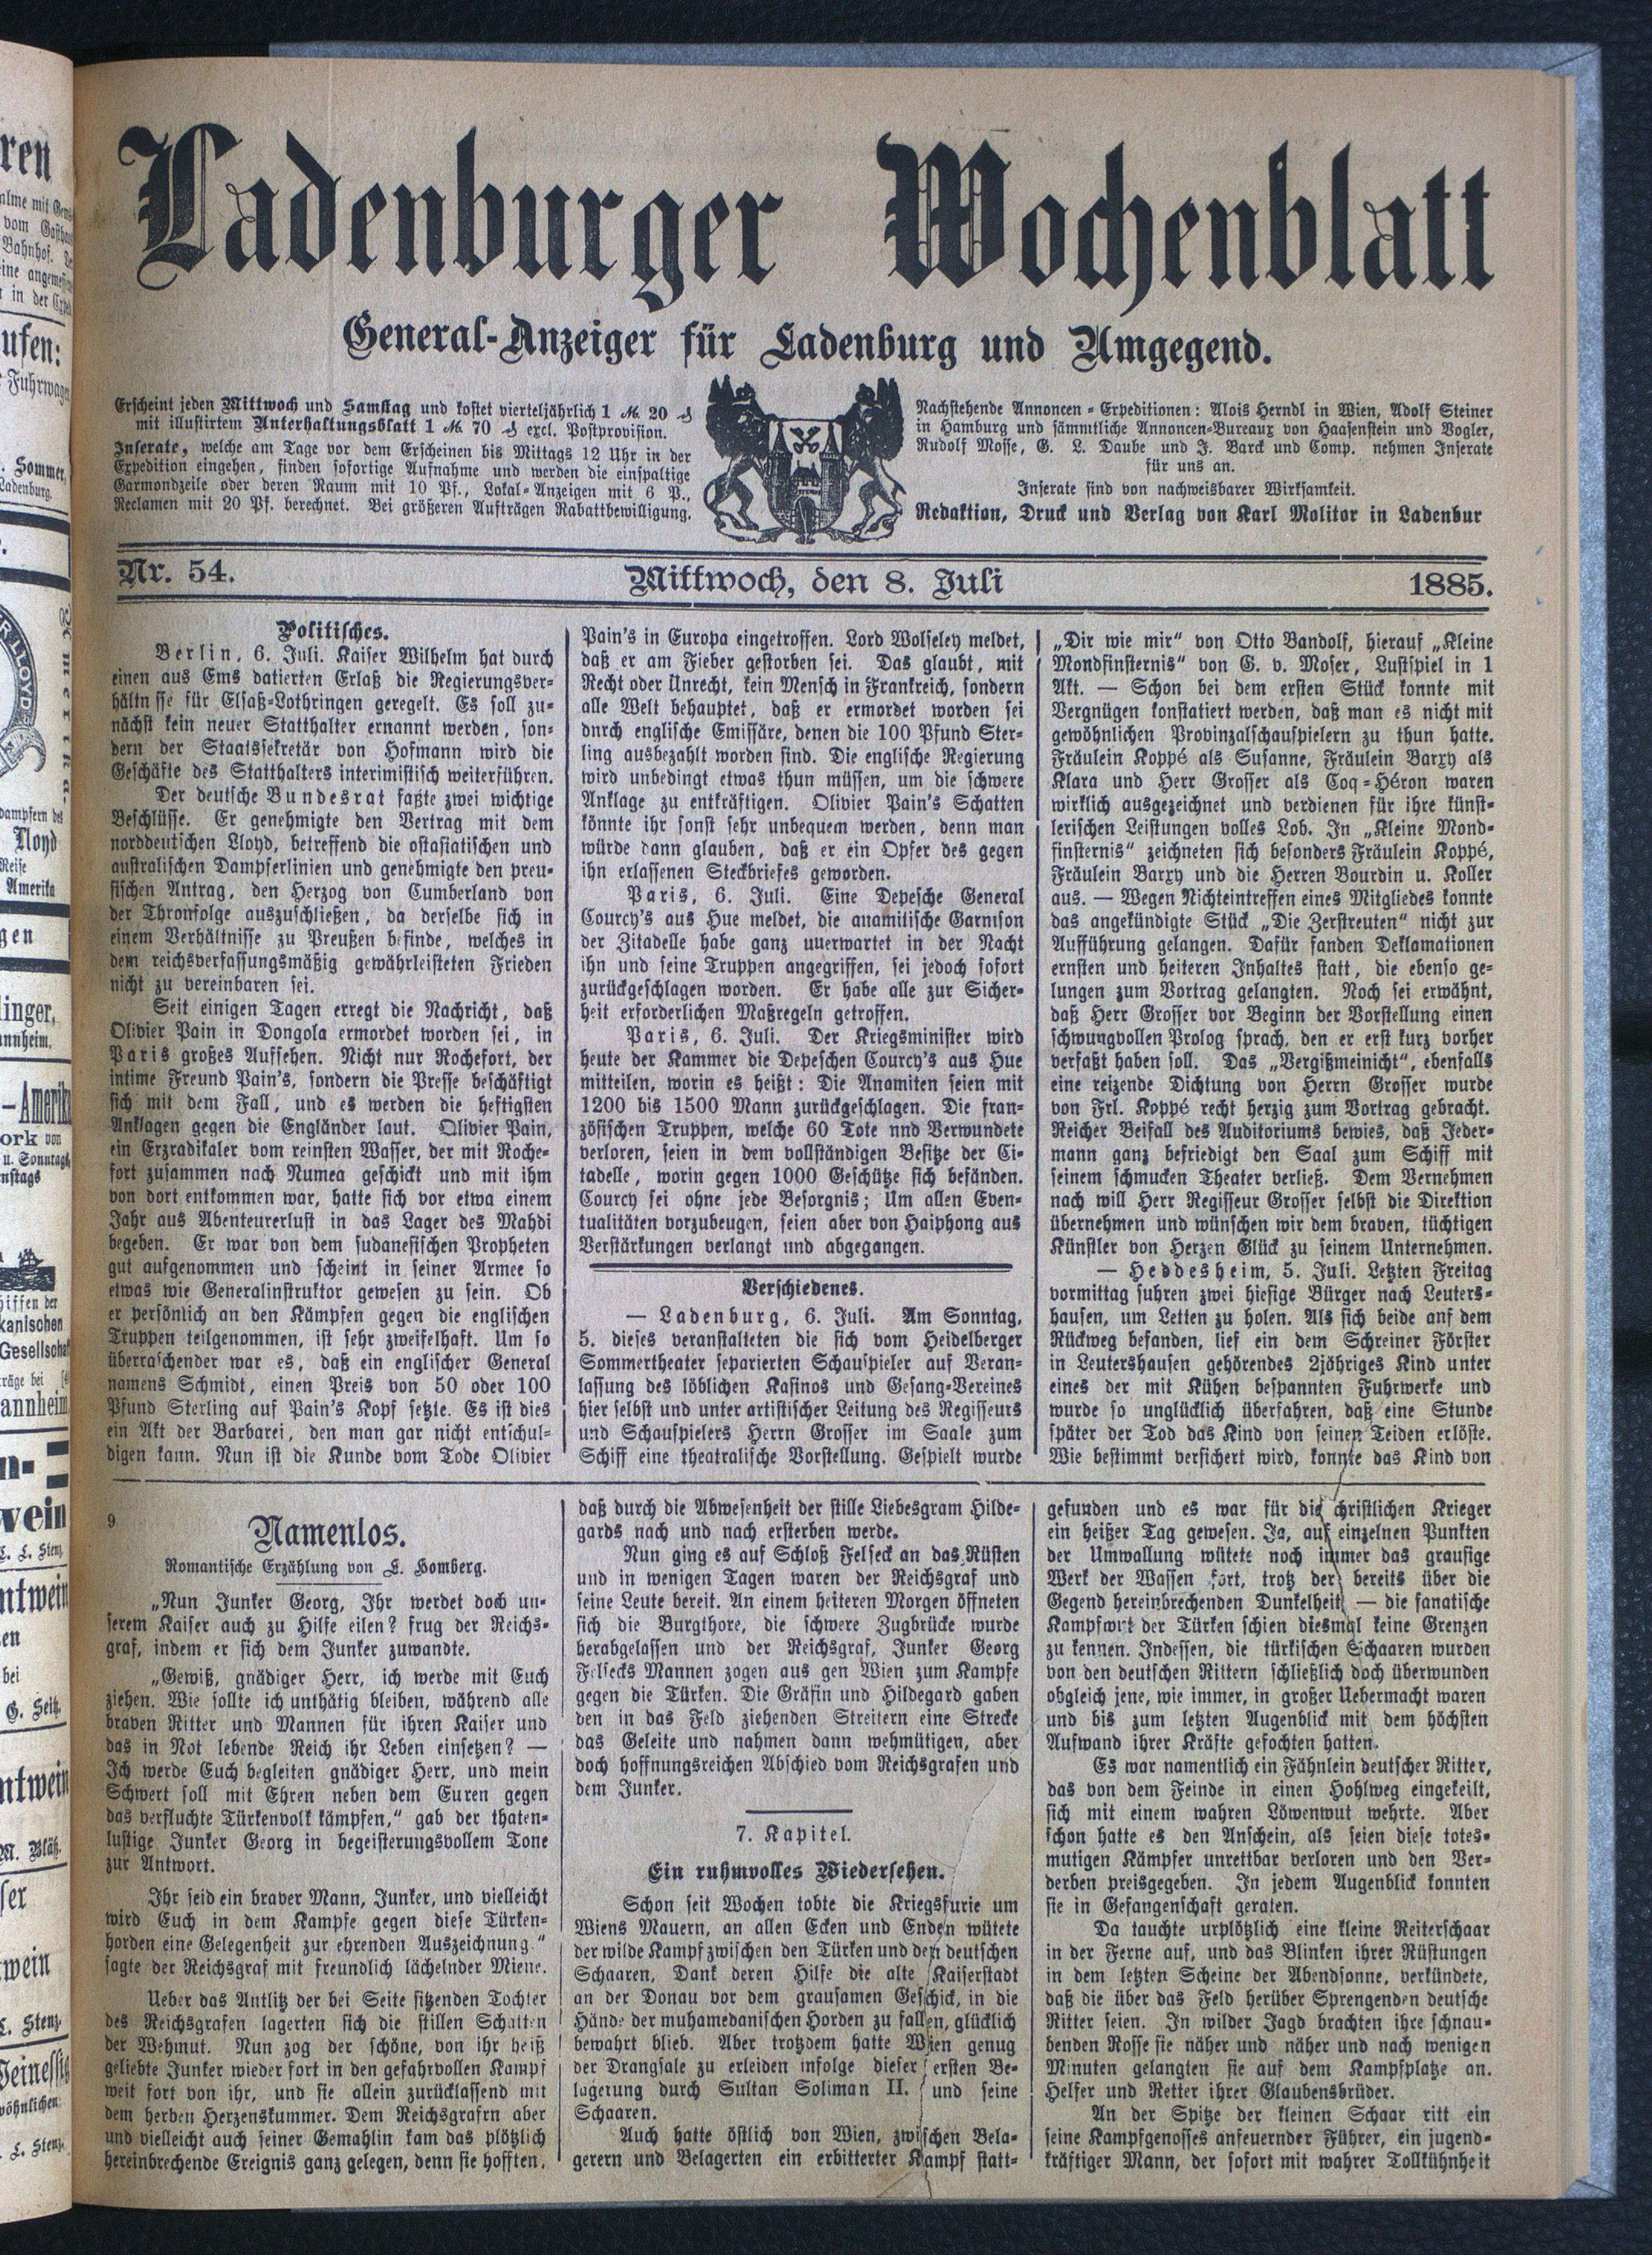 Ladenburger Wochenblatt
General-Anzeiger für Ladenburg und Umgegend.
Erscheint jeden Mittwoch und Samstag und kostet vierteljährlich 1 M. 20 ₰
mit illustirtem Unterhaltungsblatt 1 M. 70 ₰ excl. Postprovision.
Inserate, welche am Tage vor dem Erscheinen bis Mittags 12 Uhr in der
Expedition eingehen, finden sofortige Aufnahme und werden die einspaltige
Garmondzeile oder deren Raum mit 10 Pf., Lokal-Anzeigen mit 6 P.,
Reclamen mit 20 Pf. berechnet. Bei größeren Aufträgen Rabattbewilligung.
Nachstehende Annoncen-Expeditionen: Alois Herndl in Wien, Adolf Steiner
in Hamburg und sämmtliche Annoncen-Bureaux von Haasenstein und Vogler,
Rudolf Mosse, G. L. Daube und J. Barck und Comp. nehmen Inserate
für uns an.
Inserate sind von nachweisbarer Wirksamkeit.
Redaktion, Druck und Verlag von Karl Molitor in Ladenbur
Nr. 54.
Mittwoch, den 8. Juli
1885.
Politisches.
Berlin, 6. Juli. Kaiser Wilhelm hat durch
einen aus Ems datierten Erlaß die Regierungsver-
hältn sse für Elsaß-Lothringen geregelt. Es soll zu-
nächst kein neuer Statthalter ernannt werden, son-
dern der Staatssekretär von Hofmann wird die
Geschäfte des Statthalters interimistisch weiterführen.
Der deutsche Bundesrat faßte zwei wichtige
Beschlüsse. Er genehmigte den Vertrag mit dem
norddeutschen Lloyd, betreffend die ostasiatischen und
australischen Dampferlinien und genehmigte den preu-
sischen Antrag, den Herzog von Cumberland von
der Thronfolge auszuschließen, da derselbe sich in
einem Verhältnisse zu Preußen befinde, welches in
dem reichsverfassungsmäßig gewährleisteten Frieden
nicht zu vereinbaren sei.
Seit einigen Tagen erregt die Nachricht, daß
Olivier Pain in Dongola ermordet worden sei, in
Paris großes Aufsehen. Nicht nur Rochefort, der
intime Freund Pain's, sondern die Presse beschäftigt
sich mit dem Fall, und es werden die heftigsten
Anklagen gegen die Engländer laut. Olivier Pain,
ein Erzradikaler vom reinsten Wasser, der mit Roche-
fort zusammen nach Numea geschickt und mit ihm
von dort entkommen war, hatte sich vor etwa einem
Jahr aus Abenteurerlust in das Lager des Mahdi
begeben. Er war von dem sudanesischen Propheten
gut aufgenommen und scheint in seiner Armee so
etwas wie Generalinstruktor gewesen zu sein. Ob
er persönlich an den Kämpfen gegen die englischen
Truppen teilgenommen, ist sehr zweifelhaft. Um so
überraschender war es, daß ein englischer General
namens Schmidt, einen Preis von 50 oder 100
Pfund Sterling auf Pain's Kopf setzte. Es ist dies
ein Akt der Barbarei, den man gar nicht entschul-
digen kann. Nun ist die Kunde vom Tode Olivier
Pain's in Europa eingetroffen. Lord Wolseley meldet,
daß er am Fieber gestorben sei. Das glaubt, mit
Recht oder Unrecht, kein Mensch in Frankreich, sondern
alle Welt behauptet, daß er ermordet worden sei
dnrch englische Emissäre, denen die 100 Pfund Ster-
ling ausbezahlt worden sind. Die englische Regierung
wird unbedingt etwas thun müssen, um die schwere
Anklage zu entkräftigen. Olivier Pain's Schatten
könnte ihr sonst sehr unbequem werden, denn man
würde dann glauben, daß er ein Opfer des gegen
ihn erlassenen Steckbriefes geworden.
Paris, 6. Juli. Eine Depesche General
Courcy's aus Hue meldet, die anamitische Garnison
der Zitadelle habe ganz uuerwartet in der Nacht
ihn und seine Truppen angegriffen, sei jedoch sofort
zurückgeschlagen worden. Er habe alle zur Sicher-
heit erforderlichen Maßregeln getroffen.
Paris, 6. Juli. Der Kriegsminister wird
heute der Kammer die Depeschen Courcy's aus Hue
mitteilen, worin es heißt: Die Anamiten seien mit
1200 bis 1500 Mann zurückgeschlagen. Die fran-
zösischen Truppen, welche 60 Tote nnd Verwundete
verloren, seien in dem vollständigen Besitze der Ci-
tadelle, worin gegen 1000 Geschütze sich befänden.
Courcy sei ohne jede Besorgnis; Um allen Even-
tualitäten vorzubeugen, seien aber von Haiphong aus
Verstärkungen verlangt und abgegangen.
Verschiedenes.
— Ladenburg, 6. Juli. Am Sonntag,
5. dieses veranstalteten die sich vom Heidelberger
Sommertheater separierten Schauspieler auf Veran-
lassung des löblichen Kasinos und Gesang-Vereines
hier selbst und unter artistischer Leitung des Regisseurs
und Schauspielers Herrn Grosser im Saale zum
Schiff eine theatralische Vorstellung. Gespielt wurde
„Dir wie mir“ von Otto Bandolf, hierauf „Kleine
Mondfinsternis“ von G. v. Moser, Lustspiel in 1
Akt. — Schon bei dem ersten Stück konnte mit
Vergnügen konstatiert werden, daß man es nicht mit
gewöhnlichen Provinzalschauspielern zu thun hatte.
Fräulein Koppé als Susanne, Fräulein Barxy als
Klara und Herr Grosser als Coq-Héron waren
wirklich ausgezeichnet und verdienen für ihre künst-
lerischen Leistungen volles Lob. In „Kleine Mond-
finsternis“ zeichneten sich besonders Fräulein Koppé,
Fräulein Barxy und die Herren Bourdin u. Koller
aus. — Wegen Nichteintreffen eines Mitgliedes konnte
das angekündigte Stück „Die Zerstreuten“ nicht zur
Aufführung gelangen. Dafür fanden Deklamationen
ernsten und heiteren Inhaltes statt, die ebenso ge-
lungen zum Vortrag gelangten. Noch sei erwähnt,
daß Herr Grosser vor Beginn der Vorstellung einen
schwungvollen Prolog sprach, den er erst kurz vorher
verfaßt haben soll. Das „Vergißmeinicht“, ebenfalls
eine reizende Dichtung von Herrn Grosser wurde
von Frl. Koppé recht herzig zum Vortrag gebracht.
Reicher Beifall des Auditoriums bewies, daß Jeder-
mann ganz befriedigt den Saal zum Schiff mit
seinem schmucken Theater verließ. Dem Vernehmen
nach will Herr Regisseur Grosser selbst die Direktion
übernehmen und wünschen wir dem braven, tüchtigen
Künstler von Herzen Glück zu seinem Unternehmen.
— Heddesheim, 5. Juli. Letzten Freitag
vormittag fuhren zwei hiesige Bürger nach Leuters-
hausen, um Letten zu holen. Als sich beide auf dem
Rückweg befanden, lief ein dem Schreiner Förster
in Leutershausen gehörendes 2jähriges Kind unter
eines der mit Kühen bespannten Fuhrwerke und
wurde so unglücklich überfahren, daß eine Stunde
später der Tod das Kind von seinen Teiden erlöste.
Wie bestimmt versichert wird, konnte das Kind von
9
Namenlos.
Romantische Erzählung von L. Homberg.
„Nun Junker Georg, Ihr werdet doch un-
serem Kaiser auch zu Hilfe eilen? frug der Reichs-
graf, indem er sich dem Junker zuwandte.
„Gewiß, gnädiger Herr, ich werde mit Euch
ziehen. Wie sollte ich unthätig bleiben, während alle
braven Ritter und Mannen für ihren Kaiser und
das in Not lebende Reich ihr Leben einsetzen? —
Ich werde Euch begleiten gnädiger Herr, und mein
Schwert soll mit Ehren neben dem Euren gegen
das verfluchte Türkenvolk kämpfen,“ gab der thaten-
lustige Junker Georg in begeisterungsvollem Tone
zur Antwort.
Ihr seid ein braver Mann, Junker, und vielleicht
wird Euch in dem Kampfe gegen diese Türken-
horden eine Gelegenheit zur ehrenden Auszeichnung“
sagte der Reichsgraf mit freundlich lächelnder Miene.
Ueber das Antlitz der bei Seite sitzenden Tochter
des Reichsgrafen lagerten sich die stillen Schatten
der Wehmut. Nun zog der schöne, von ihr heiß
geliebte Junker wieder fort in den gefahrvollen Kampf
weit fort von ihr, und sie allein zurücklassend mit
dem herben Herzenskummer. Dem Reichsgrafrn aber
und vielleicht auch seiner Gemahlin kam das plötzlich
hereinbrechende Ereignis ganz gelegen, denn sie hofften,
daß durch die Abwesenheit der stille Liebesgram Hilde-
gards nach und nach ersterben werde.
Nun ging es auf Schloß Felseck an das Rüsten
und in wenigen Tagen waren der Reichsgraf und
seine Leute bereit. An einem heiteren Morgen öffneten
sich die Burgthore, die schwere Zugbrücke wurde
herabgelassen und der Reichsgraf, Junker Georg
Felsecks Mannen zogen aus gen Wien zum Kampfe
gegen die Türken. Die Gräfin und Hildegard gaben
den in das Feld ziehenden Streitern eine Strecke
das Geleite und nahmen dann wehmütigen, aber
doch hoffnungsreichen Abschied vom Reichsgrafen und
dem Junker.
7. Kapitel.
Ein ruhmvolles Wiedersehen.
Schon seit Wochen tobte die Kriegsfurie um
Wiens Mauern, an allen Ecken und Enden wütete
der wilde Kampf zwischen den Türken und den deutschen
Schaaren. Dank deren Hilfe die alte Kaiserstadt
an der Donau vor dem grausamen Geschick, in die
Hände der muhamedanischen Horden zu fallen, glücklich
bewahrt blieb. Aber trotzdem hatte Wien genug
der Drangsale zu erleiden infolge dieser ersten Be-
lagerung durch Sultan Soliman II. und seine
Schaaren.
Auch hatte östlich von Wien, zwischen Bela-
gerern und Belagerten ein erbitterter Kampf statt-
gefunden und es war für die christlichen Krieger
ein heißer Tag gewesen. Ja, auf einzelnen Punkten
der Umwallung wütete noch immer das grausige
Werk der Waffen fort, trotz der bereits über die
Gegend hereinbrechenden Dunkelheit — die fanatische
Kampfwut der Türken schien diesmal keine Grenzen
zu kennen. Indessen, die türkischen Schaaren wurden
von den deutschen Rittern schließlich doch überwunden
obgleich jene, wie immer, in großer Uebermacht waren
und bis zum letzten Augenblick mit dem höchsten
Aufwand ihrer Kräfte gefochten hatten.
Es war namentlich ein Fähnlein deutscher Ritter,
das von dem Feinde in einen Hohlweg eingekeilt,
sich mit einem wahren Löwenwut wehrte. Aber
schon hatte es den Anschein, als seien diese totes-
mutigen Kämpfer unrettbar verloren und den Ver-
derben preisgegeben. In jedem Augenblick konnten
sie in Gefangenschaft geraten.
Da tauchte urplötzlich eine kleine Reiterschaar
in der Ferne auf, und das Blinken ihrer Rüstungen
in dem letzten Scheine der Abendsonne, verkündete,
daß die über das Feld herüber Sprengenden deutsche
Ritter seien. In wilder Jagd brachten ihre schnau-
benden Rosse sie näher und näher und nach wenigen
Minuten gelangten sie auf dem Kampfplatze an.
Helfer und Retter ihrer Glaubensbrüder.
An der Spitze der kleinen Schaar ritt ein
seine Kampfgenosses anfeuernder Führer, ein jugend-
kräftiger Mann, der sofort mit wahrer Tollkühnheit